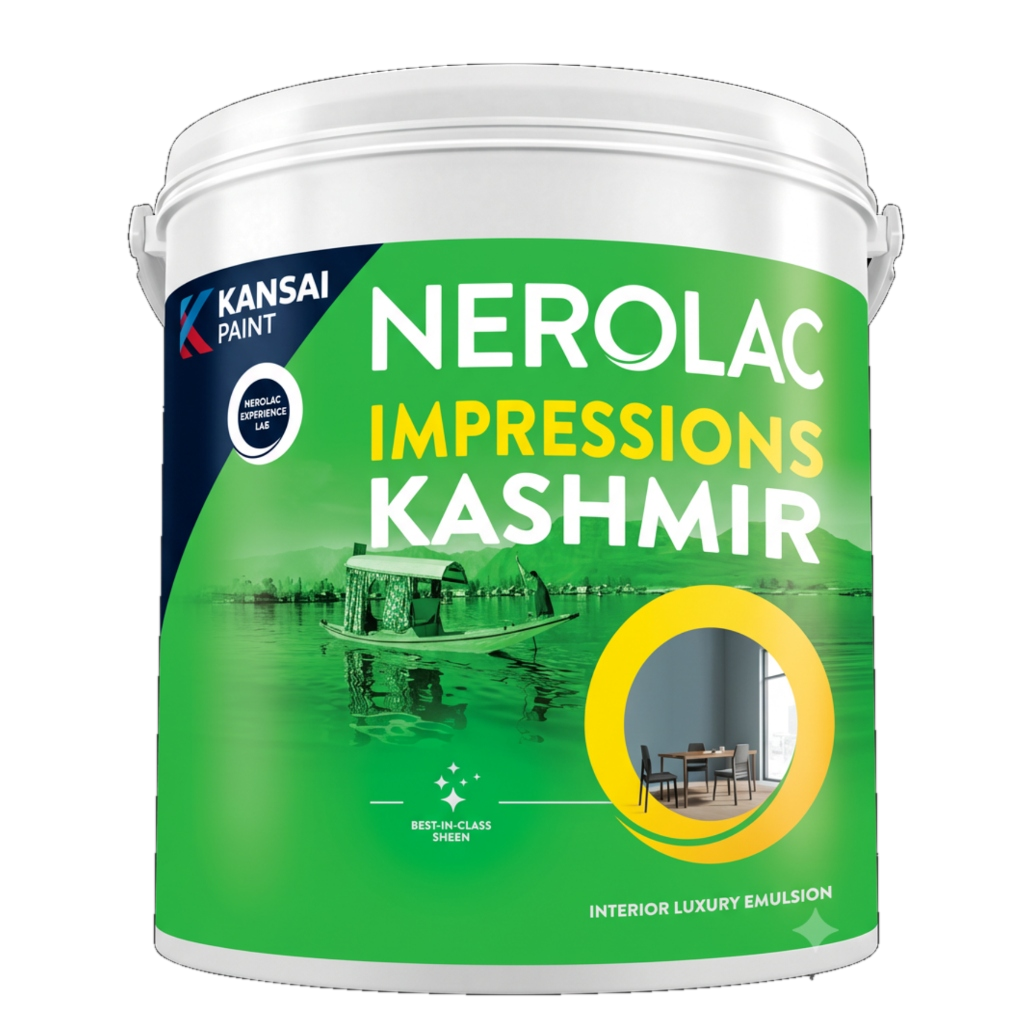 KANSAI
PAINT
NEROLAC
EXPERIENCE
LAB
NEROLAC
IMPRESSIONS
KASHMIR
BEST-IN-CLASS
SHEEN
INTERIOR LUXURY EMULSION